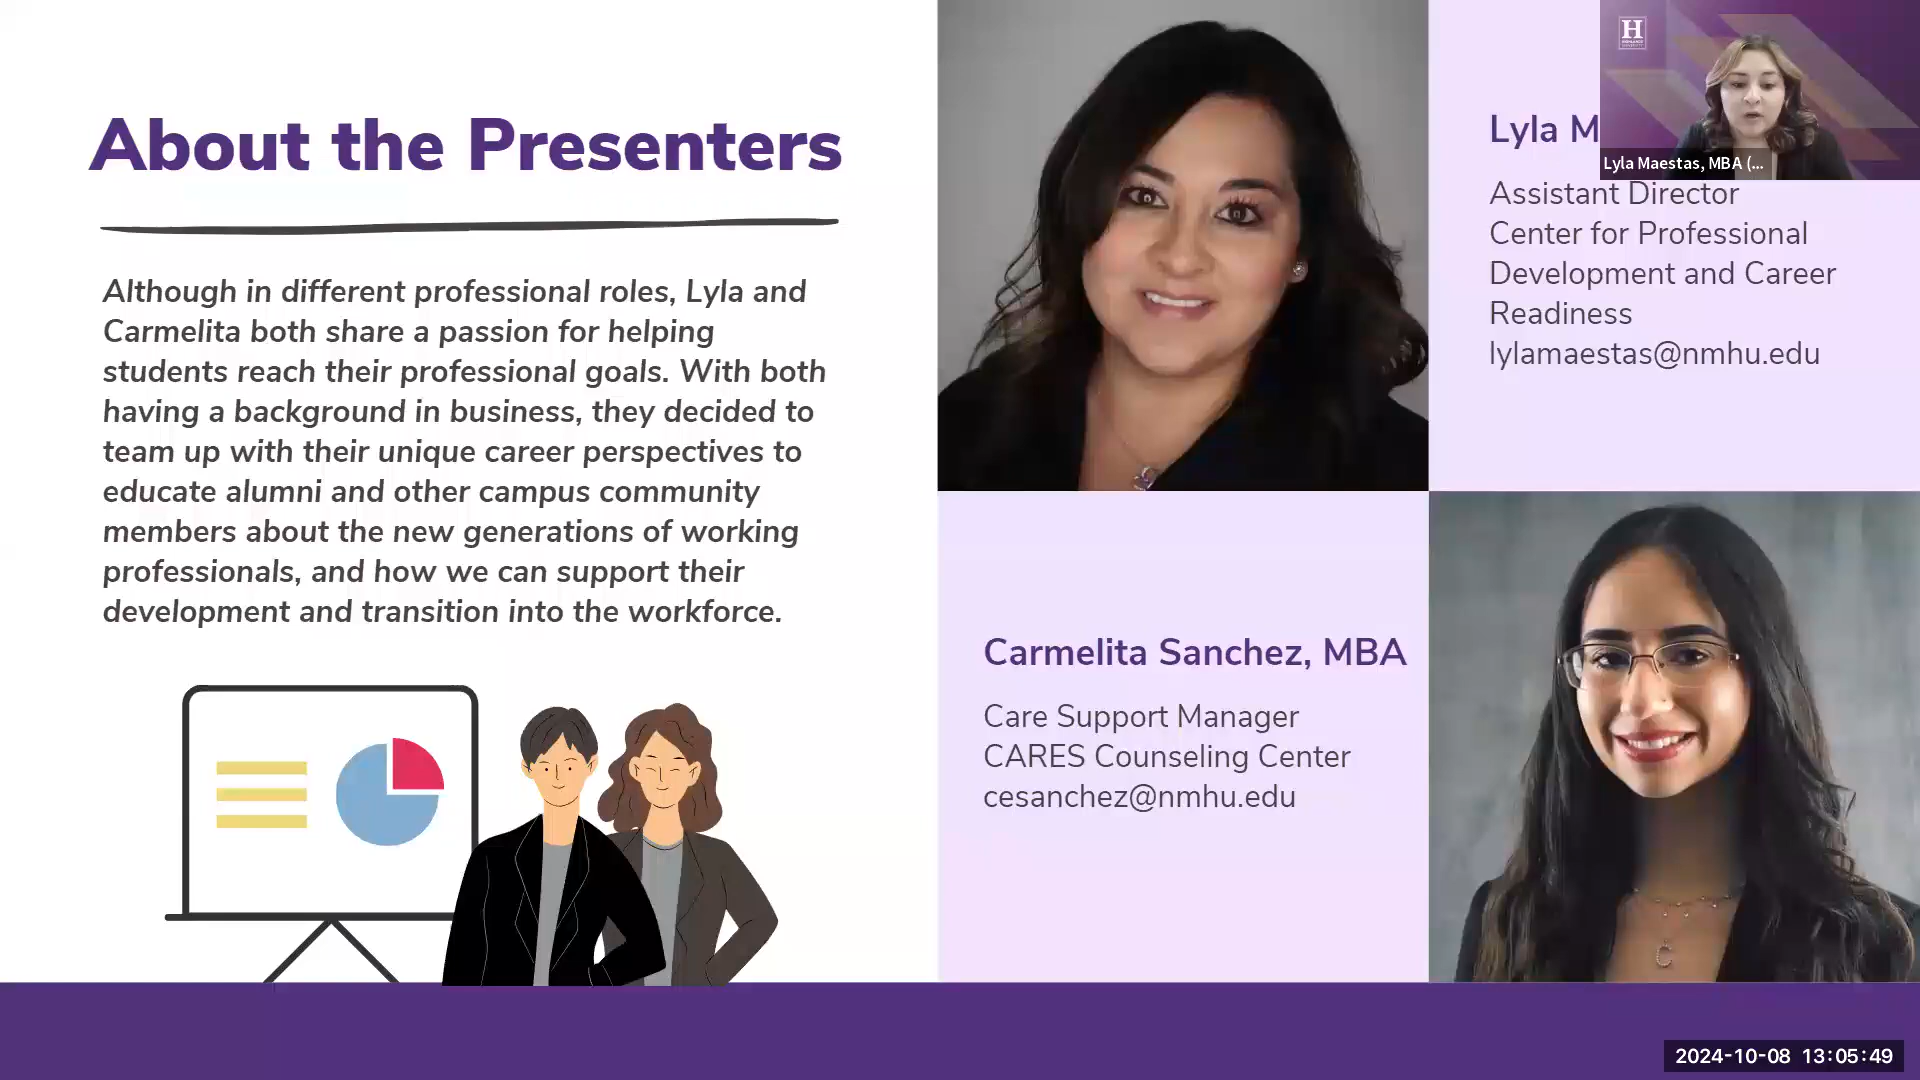 About the Presenters
Although in different professional roles, Lyla and
Carmelita both share a passion for helping
students reach their professional goals. With both
having a background in business, they decided to
team up with their unique career perspectives to
educate alumni and other campus community
members about the new generations of working
professionals, and how we can support their
development and transition into the workforce.
Lyla M
Assistant Director
Center for Professional
Development and Career
Readiness
lylamaestas@nmhu.edu
Carmelita Sanchez, MBA
Care Support Manager
CARES Counseling Center
cesanchez@nmhu.edu
H
Lyla Maestas, MBA (...
C
2024-10-08 13:05:49